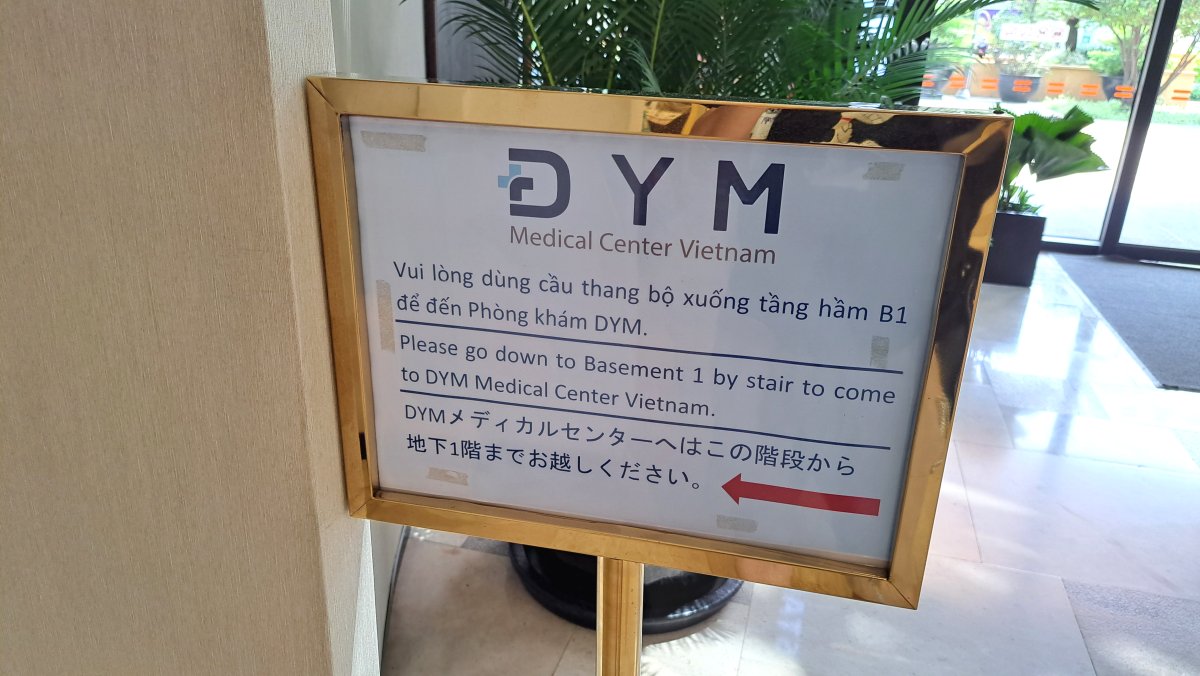 DYM
Medical Center Vietnam
Vui lòng dùng cầu thang bộ xuống tầng hầm B1
để đến Phòng khám DYM.
Please go down to Basement 1 by stair to come
to DYM Medical Center Vietnam.
DYMメディカルセンターへはこの階段から
地下1階までお越しください。